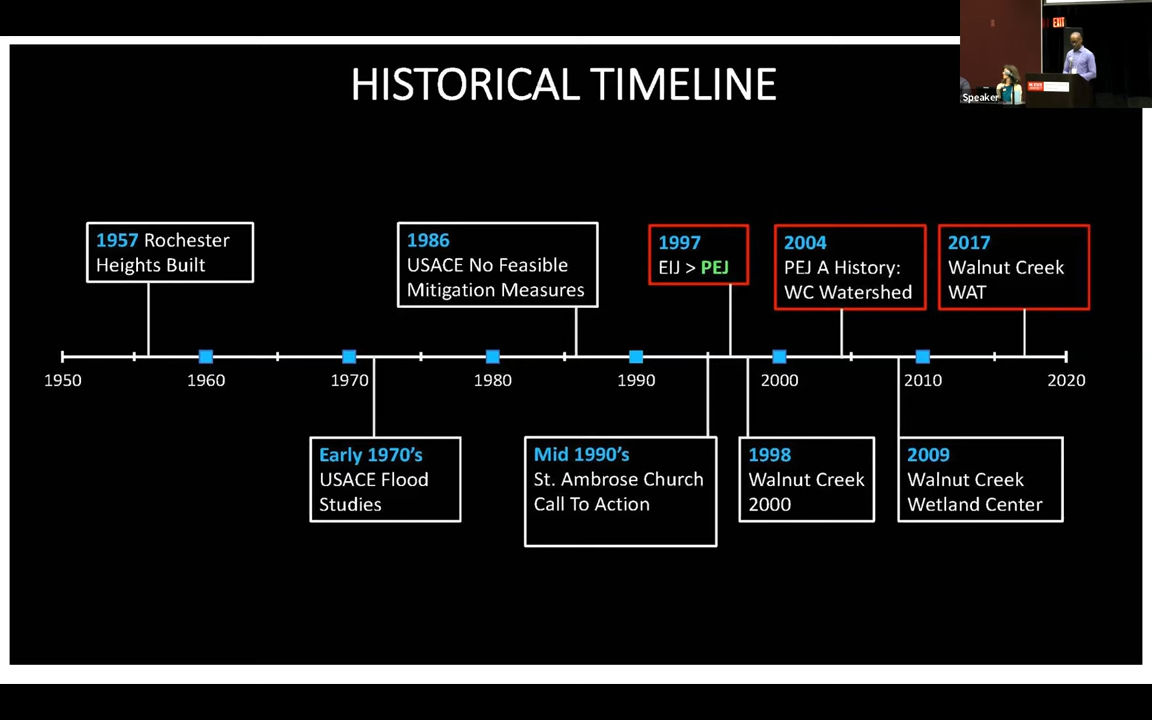 HISTORICAL TIMELINE
EXIT
Speaker
1957 Rochester
Heights Built
1986
USACE No Feasible
Mitigation Measures
1997
EIJ > PEJ
2004
PEJ A History:
WC Watershed
2017
Walnut Creek
WAT
1950
1960
1970
1980
1990
2000
2010
2020
Early 1970’s
USACE Flood
Studies
Mid 1990’s
St. Ambrose Church
Call To Action
1998
Walnut Creek
2000
2009
Walnut Creek
Wetland Center